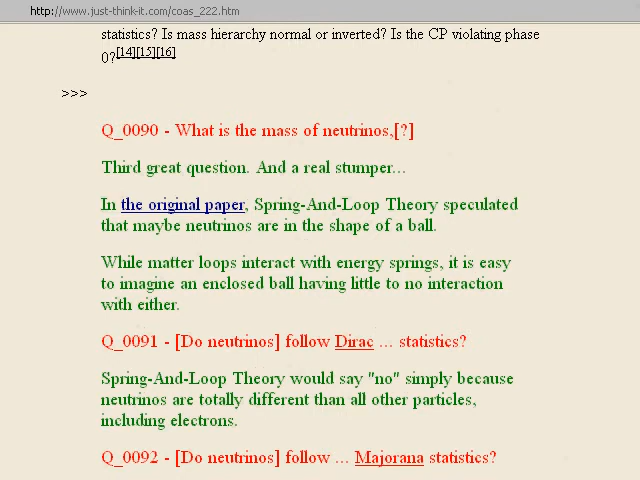 http://www.just-think-it.com/coas_222.htm
statistics? Is mass hierarchy normal or inverted? Is the CP violating phase
0?[14][15][16]
>>>
Q_0090 - What is the mass of neutrinos,[?]
Third great question. And a real stumper...
In the original paper, Spring-And-Loop Theory speculated
that maybe neutrinos are in the shape of a ball.
While matter loops interact with energy springs, it is easy
to imagine an enclosed ball having little to no interaction
with either.
Q_0091 - [Do neutrinos] follow Dirac ... statistics?
Spring-And-Loop Theory would say "no" simply because
neutrinos are totally different than all other particles,
including electrons.
Q_0092 - [Do neutrinos] follow ... Majorana statistics?